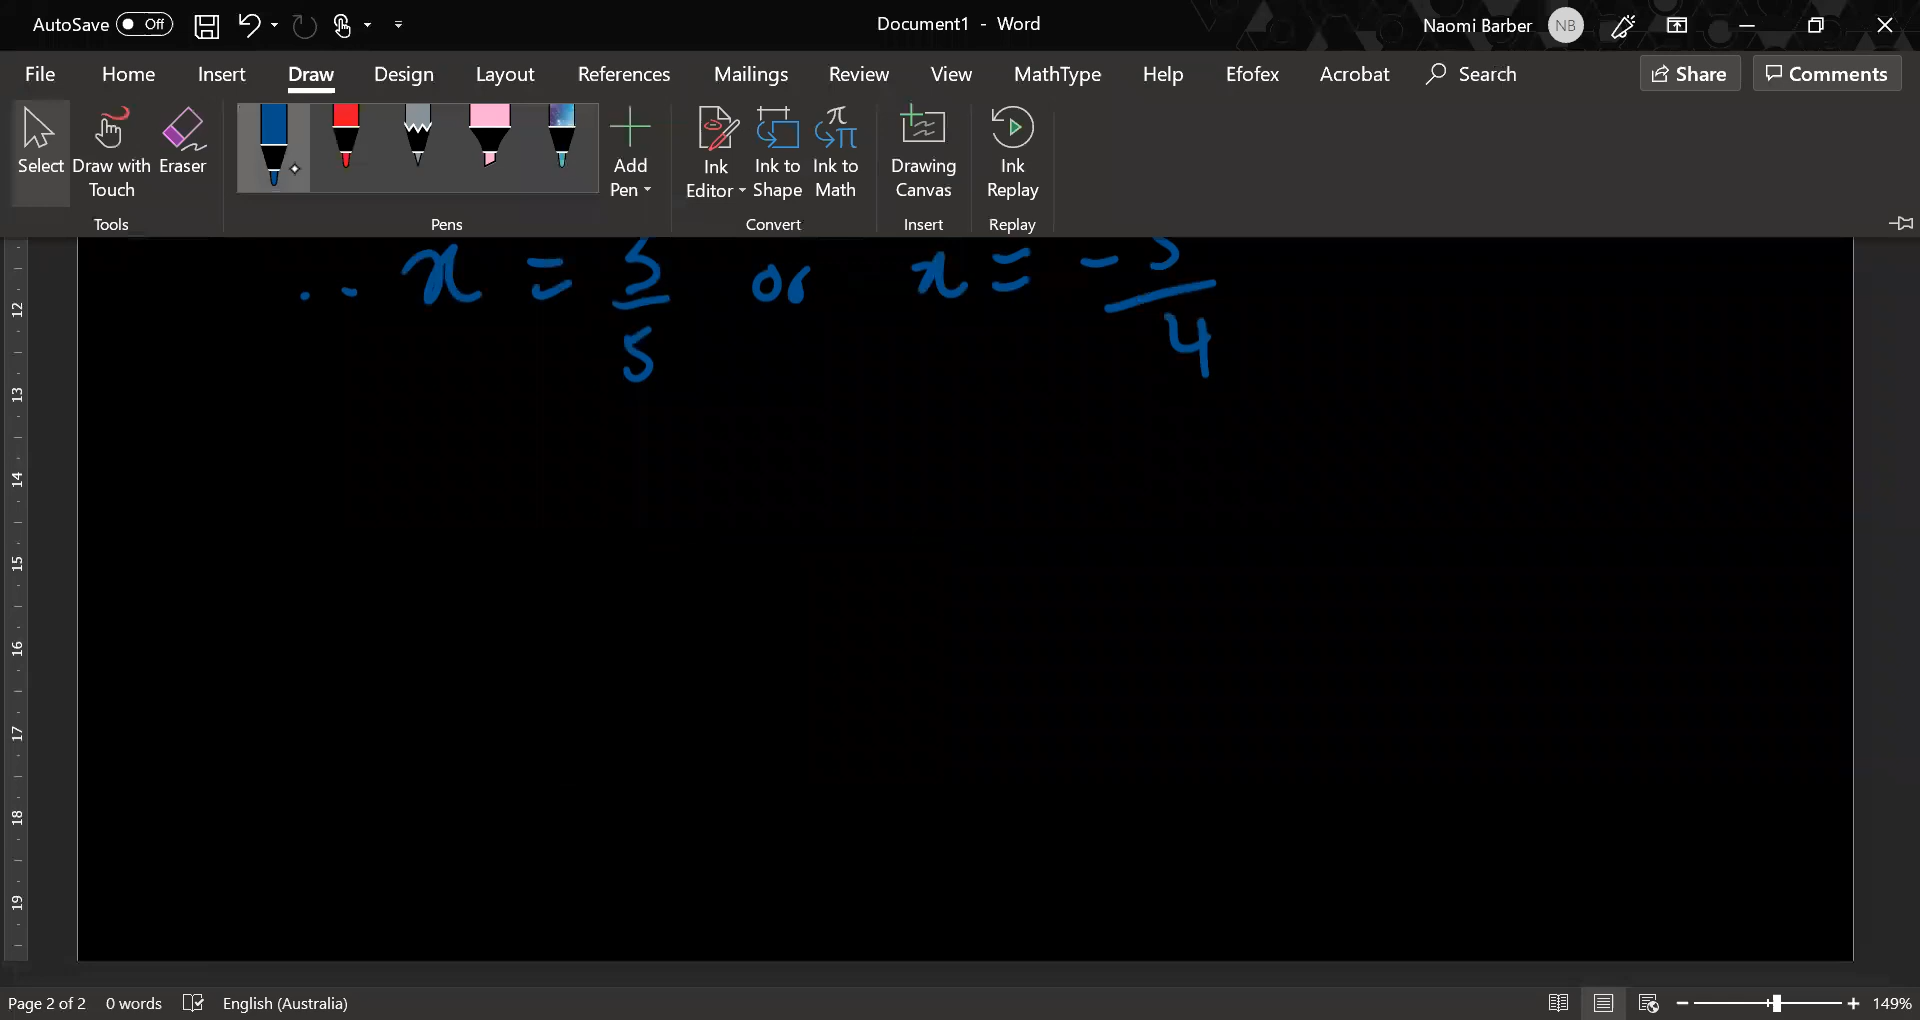 AutoSave Off Document1 - Word Naomi Barber NB
File Home Insert Draw Design Layout References Mailings Review View MathType Help Efofex Acrobat Search Share Comments
Select Draw with Touch Eraser Add Pen Ink Editor Ink to Shape Ink to Math Drawing Canvas Ink Replay
Tools Pens Convert Insert Replay
x = /5 or x = - /4
12
13
14
15
16
17
18
19
Page 2 of 2 0 words English (Australia) 149%